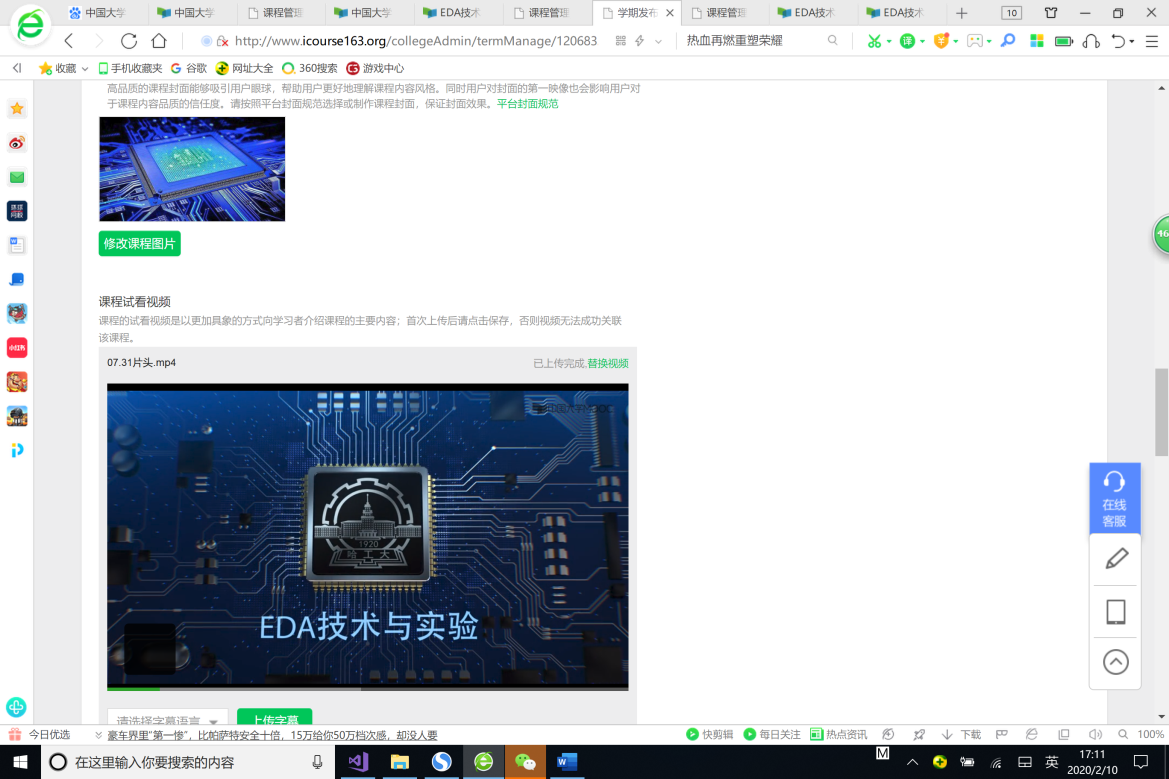 中国大学
中国大学
课程管理
中国大学
EDA技
课程管理
学期发布
课程管理
EDA技术
EDA技术
10
http://www.icourse163.org/collegeAdmin/termManage/120683
热血再燃重塑荣耀
收藏
手机收藏夹
谷歌
网址大全
360搜索
游戏中心
高品质的课程封面能够吸引用户眼球，帮助用户更好地理解课程内容风格。同时用户对封面的第一映像也会影响用户对
于课程内容品质的信任度。请按照平台封面规范选择或制作课程封面，保证封面效果。平台封面规范
修改课程图片
46
课程试看视频
课程的试看视频是以更加具象的方式向学习者介绍课程的主要内容；首次上传后请点击保存，否则视频无法成功关联
该课程。
07.31片头.mp4
已上传完成,替换视频
小红书
1920
哈工大
EDA技术与实验
在线
客服
请选择字幕语言
上传字幕
今日优选
豪车界里"第一惨"，比帕萨特安全十倍，15万给你50万档次感，却没人要
快剪辑
每日关注
热点资讯
下载
100%
在这里输入你要搜索的内容
M
英
17:11
2020/2/10